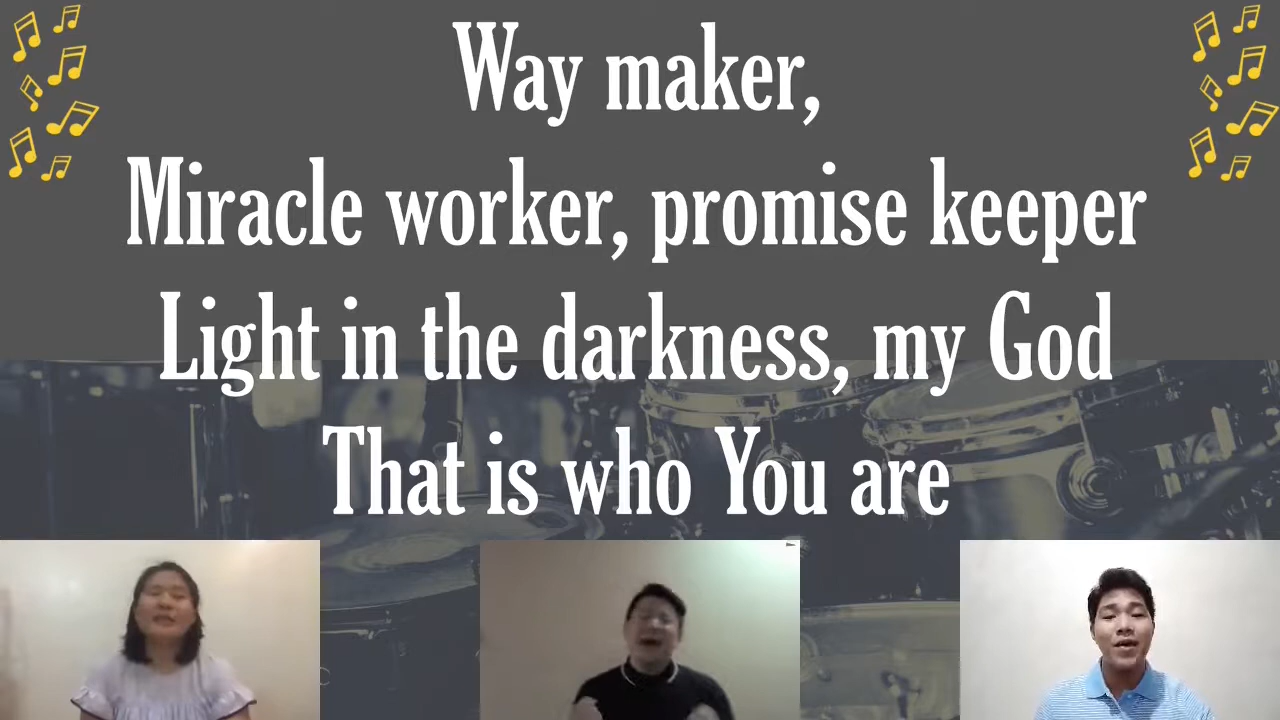 Way maker,
Miracle worker, promise keeper
Light in the darkness, my God
That is who You are